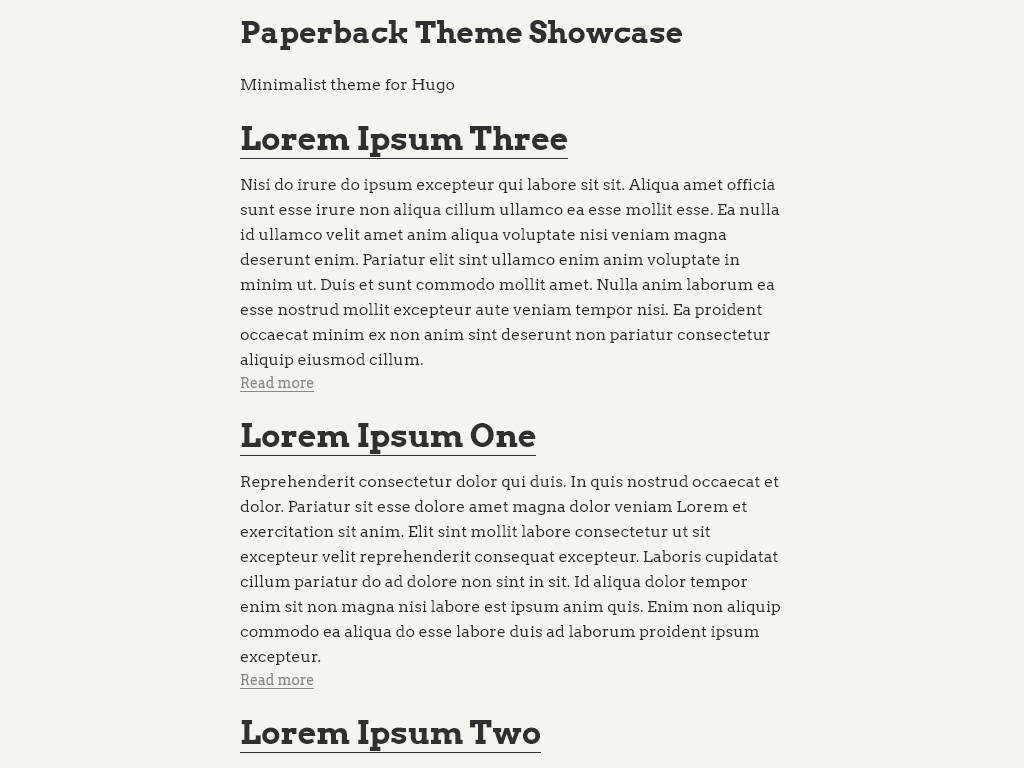 Paperback Theme Showcase
Minimalist theme for Hugo
Lorem Ipsum Three
Nisi do irure do ipsum excepteur qui labore sit sit. Aliqua amet officia
sunt esse irure non aliqua cillum ullamco ea esse mollit esse. Ea nulla
id ullamco velit amet anim aliqua voluptate nisi veniam magna
deserunt enim. Pariatur elit sint ullamco enim anim voluptate in
minim ut. Duis et sunt commodo mollit amet. Nulla anim laborum ea
esse nostrud mollit excepteur aute veniam tempor nisi. Ea proident
occaecat minim ex non anim sint deserunt non pariatur consectetur
aliquip eiusmod cillum.
Read more
Lorem Ipsum One
Reprehenderit consectetur dolor qui duis. In quis nostrud occaecat et
dolor. Pariatur sit esse dolore amet magna dolor veniam Lorem et
exercitation sit anim. Elit sint mollit labore consectetur ut sit
excepteur velit reprehenderit consequat excepteur. Laboris cupidatat
cillum pariatur do ad dolore non sint in sit. Id aliqua dolor tempor
enim sit non magna nisi labore est ipsum anim quis. Enim non aliquip
commodo ea aliqua do esse labore duis ad laborum proident ipsum
excepteur.
Read more
Lorem Ipsum Two